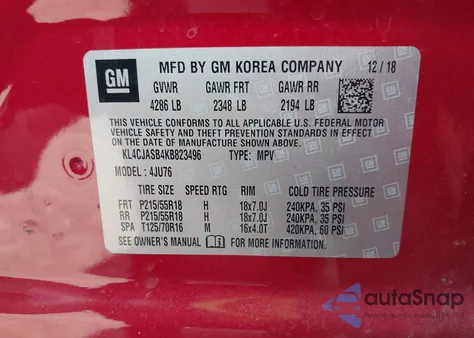 GM
MFD BY GM KOREA COMPANY 12/18
GVWR GAWR FRT GAWR RR
4286 LB 2348 LB 2194 LB
THIS VEHICLE CONFORMS TO ALL APPLICABLE U.S. FEDERAL MOTOR
VEHICLE SAFETY AND THEFT PREVENTION STANDARDS IN EFFECT ON THE
DATE OF MANUFACTURE SHOWN ABOVE.
KL4CJASB4KB823496 TYPE: MPV
MODEL: 4JU76
TIRE SIZE SPEED RTG RIM COLD TIRE PRESSURE
FRT P215/55R18 H 18x7.0J 240KPA, 35 PSI
RR P215/55R18 H 18x7.0J 240KPA, 35 PSI
SPA T125/70R16 M 16x4.0T 420KPA, 60 PSI
SEE OWNER'S MANUAL FOR MORE INFORMATION
autoSnap